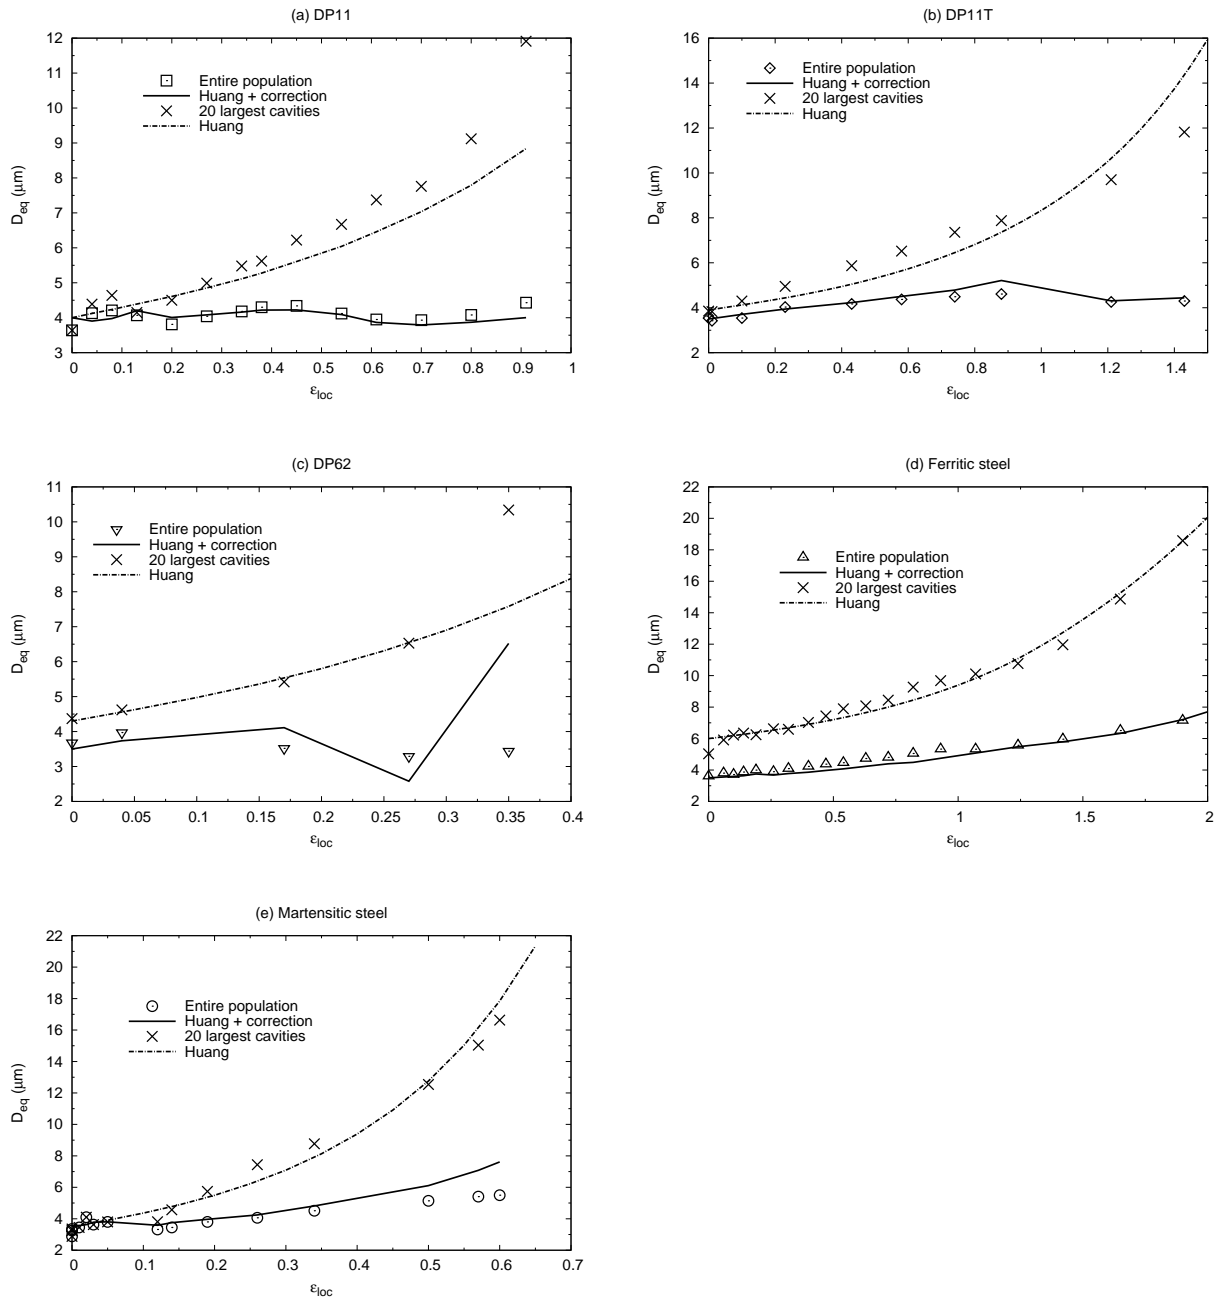 (a) DP11
12
11
10
9
8
7
6
5
4
3
D_eq (μm)
Entire population
Huang + correction
20 largest cavities
Huang
0 0.1 0.2 0.3 0.4 0.5 0.6 0.7 0.8 0.9 1
ε_loc
(b) DP11T
16
14
12
10
8
6
4
2
D_eq (μm)
Entire population
Huang + correction
20 largest cavities
Huang
0 0.2 0.4 0.6 0.8 1 1.2 1.4
ε_loc
(c) DP62
11
10
9
8
7
6
5
4
3
2
D_eq (μm)
Entire population
Huang + correction
20 largest cavities
Huang
0 0.05 0.1 0.15 0.2 0.25 0.3 0.35 0.4
ε_loc
(d) Ferritic steel
22
20
18
16
14
12
10
8
6
4
2
D_eq (μm)
Entire population
Huang + correction
20 largest cavities
Huang
0 0.5 1 1.5 2
ε_loc
(e) Martensitic steel
22
20
18
16
14
12
10
8
6
4
2
D_eq (μm)
Entire population
Huang + correction
20 largest cavities
Huang
0 0.1 0.2 0.3 0.4 0.5 0.6 0.7
ε_loc